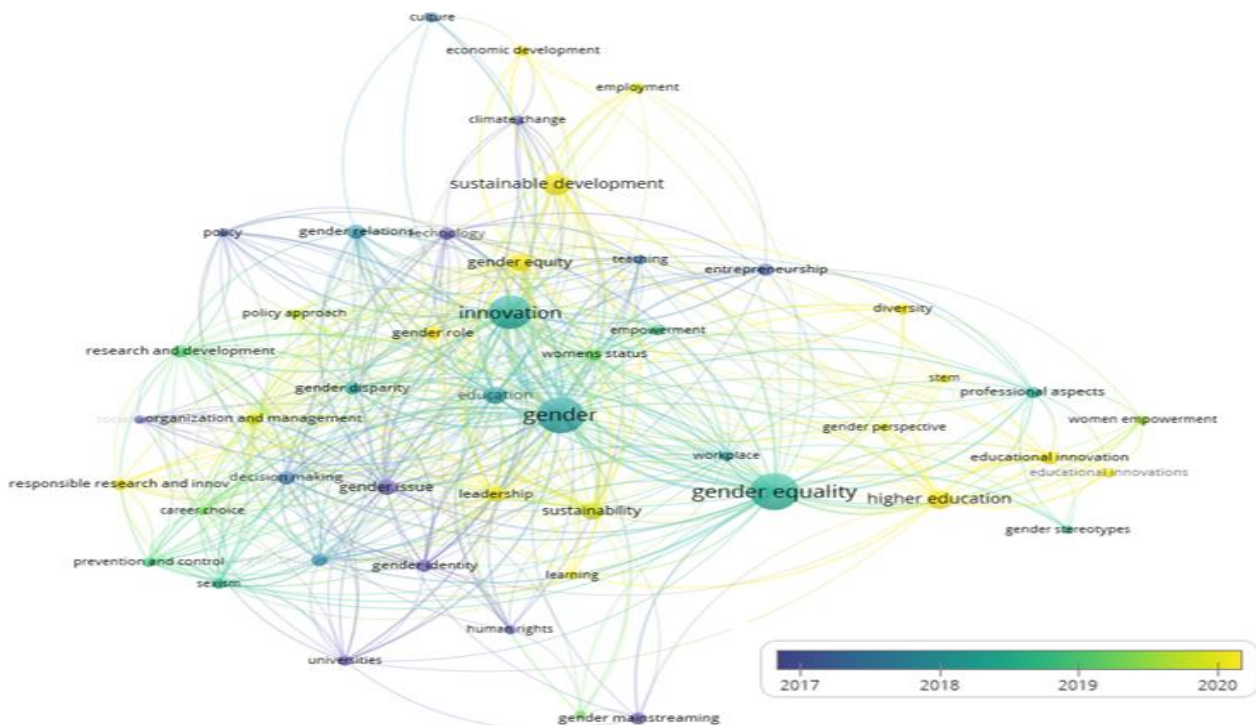 culture
economic development
employment
climate change
sustainable development
policy
gender relations
technology
gender equity
teaching
entrepreneurship
innovation
diversity
policy approach
gender role
empowerment
research and development
womens status
gender disparity
education
stem
professional aspects
gender
organization and management
gender perspective
women empowerment
workplace
educational innovation
educational innovations
decision making
responsible research and innov
gender issue
leadership
gender equality
higher education
career choice
sustainability
gender stereotypes
prevention and control
gender identity
learning
sexism
human rights
universities
gender mainstreaming
2017
2018
2019
2020